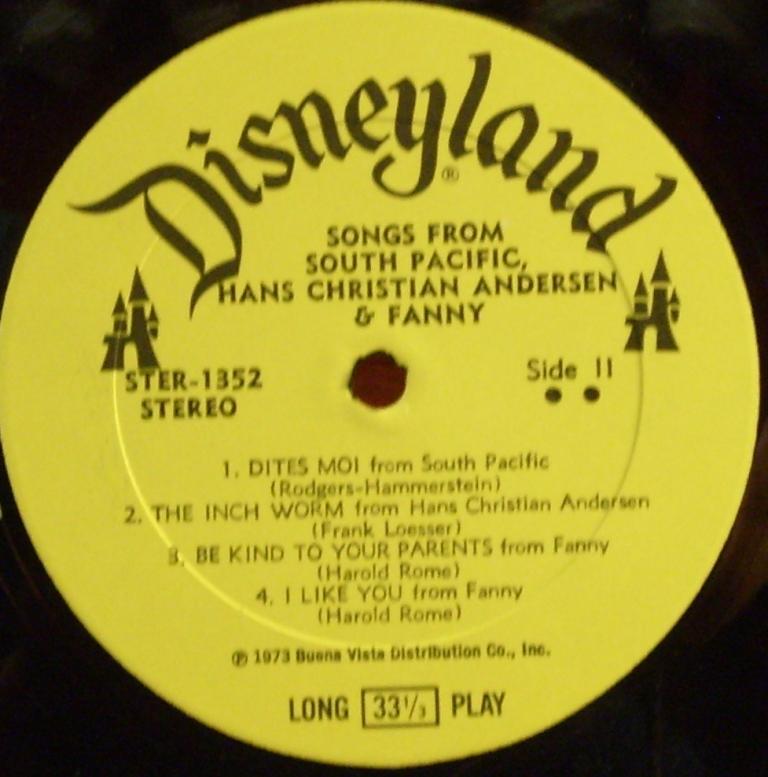 Disneyland
®
SONGS FROM
SOUTH PACIFIC,
HANS CHRISTIAN ANDERSEN
& FANNY
STER-1352
STEREO
Side II
1. DITES MOI from South Pacific
(Rodgers-Hammerstein)
2. THE INCH WORM from Hans Christian Andersen
(Frank Loesser)
3. BE KIND TO YOUR PARENTS from Fanny
(Harold Rome)
4. I LIKE YOU from Fanny
(Harold Rome)
℗ 1973 Buena Vista Distribution Co., Inc.
LONG 33⅓ PLAY